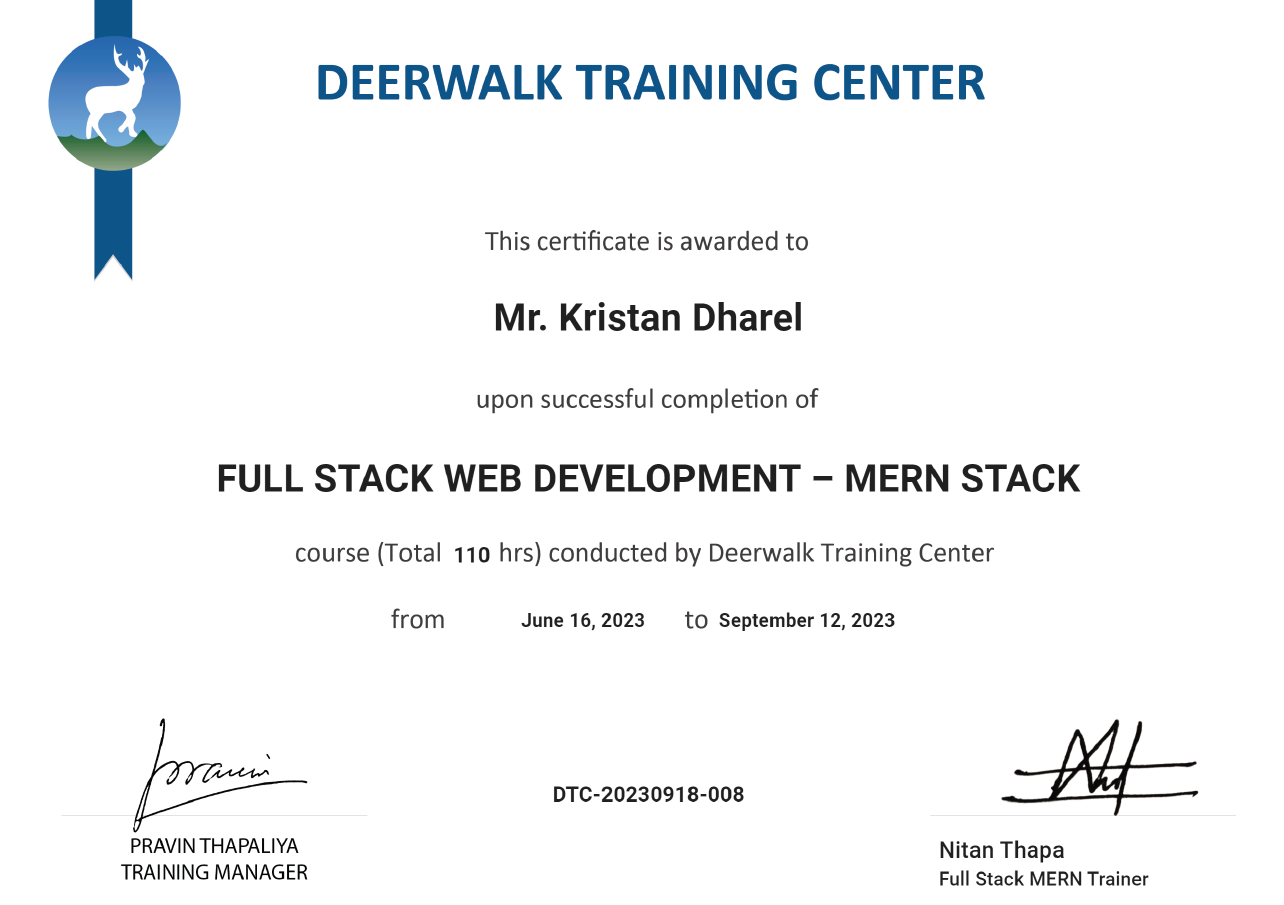 DEERWALK TRAINING CENTER
This certificate is awarded to
Mr. Kristan Dharel
upon successful completion of
FULL STACK WEB DEVELOPMENT – MERN STACK
course (Total 110 hrs) conducted by Deerwalk Training Center
from June 16, 2023 to September 12, 2023
DTC-20230918-008
PRAVIN THAPALIYA
TRAINING MANAGER
Nitan Thapa
Full Stack MERN Trainer